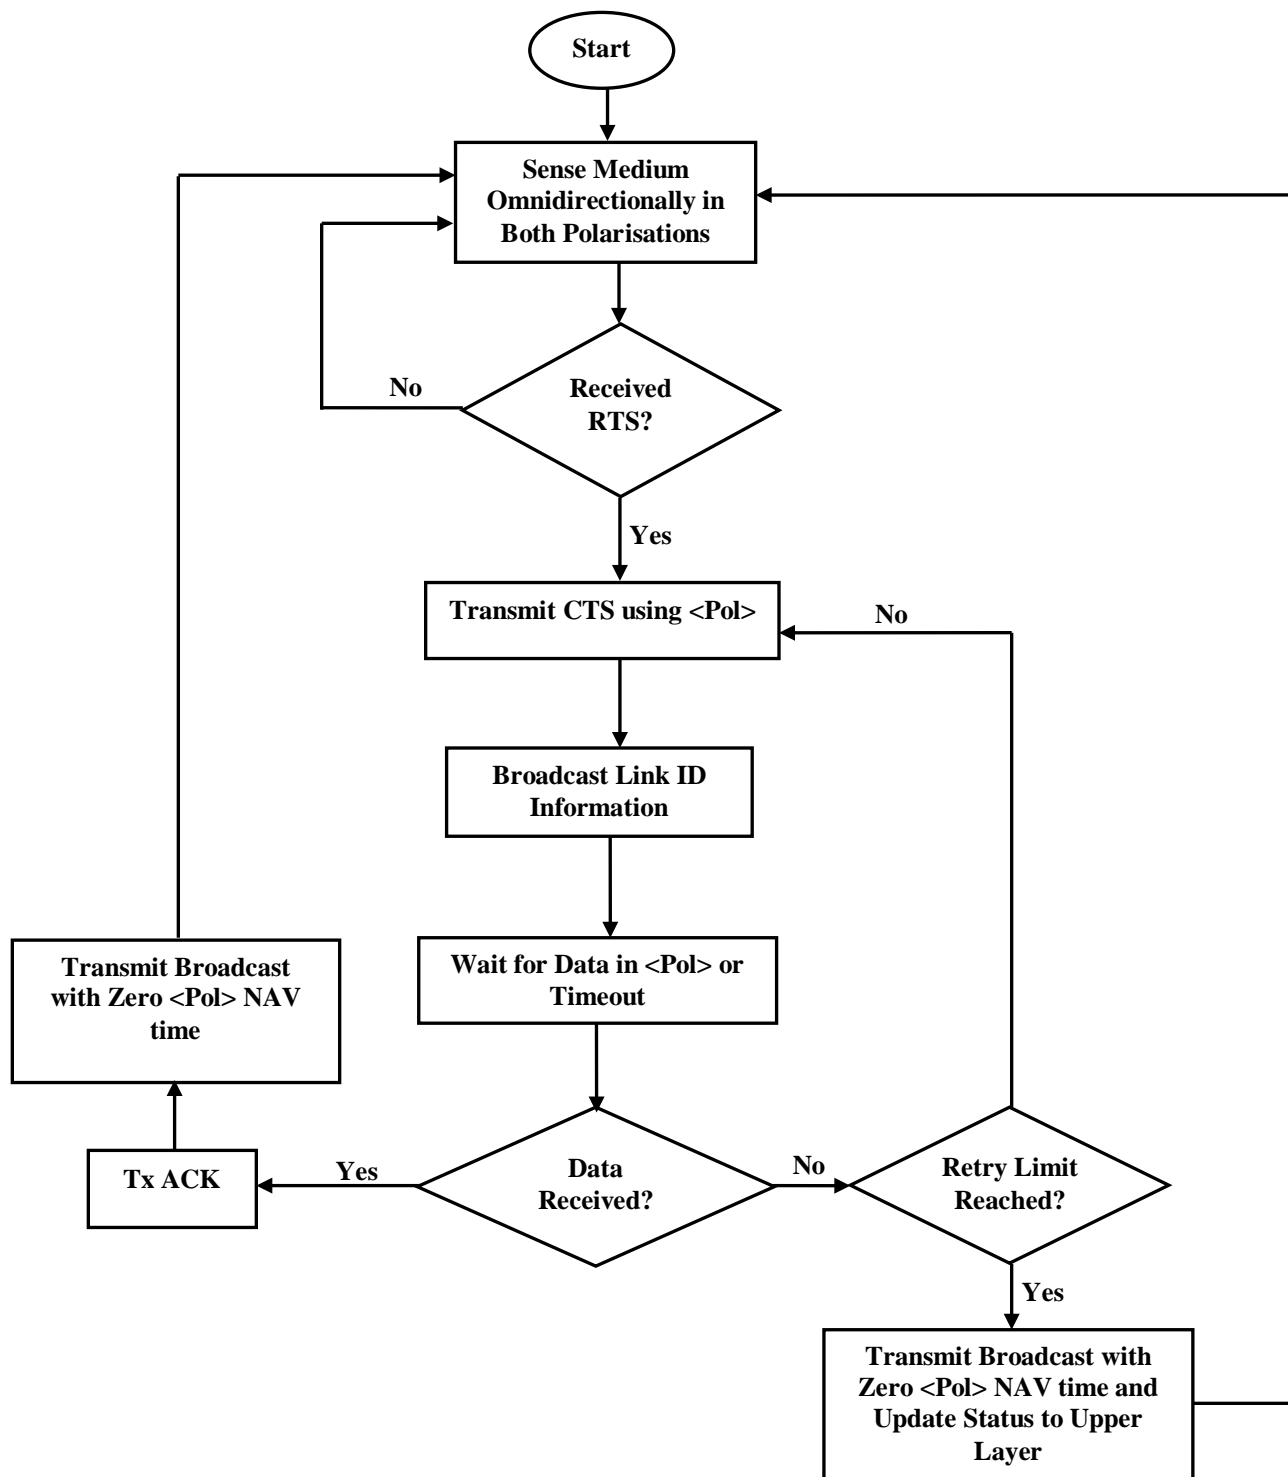 Start
Sense Medium
Omnidirectionally in
Both Polarisations
No
Received
RTS?
Yes
Transmit CTS using <Pol>
No
Broadcast Link ID
Information
Wait for Data in <Pol> or
Timeout
Transmit Broadcast
with Zero <Pol> NAV
time
Tx ACK
Yes
Data
Received?
No
Retry Limit
Reached?
Yes
Transmit Broadcast with
Zero <Pol> NAV time and
Update Status to Upper
Layer